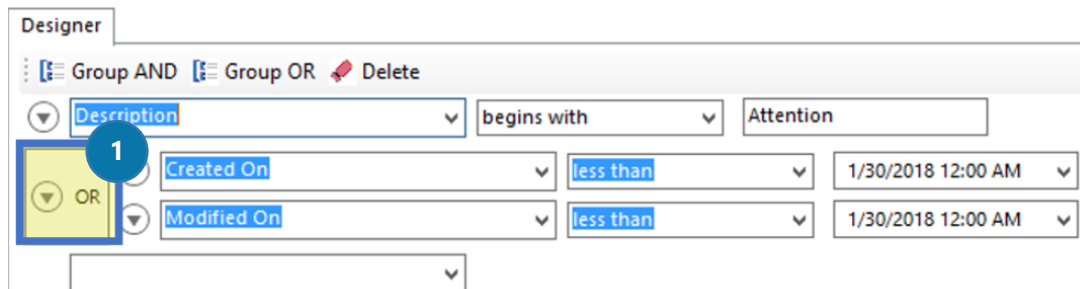 Designer
Group AND Group OR Delete
Description begins with Attention
1
Created On less than 1/30/2018 12:00 AM
OR
Modified On less than 1/30/2018 12:00 AM